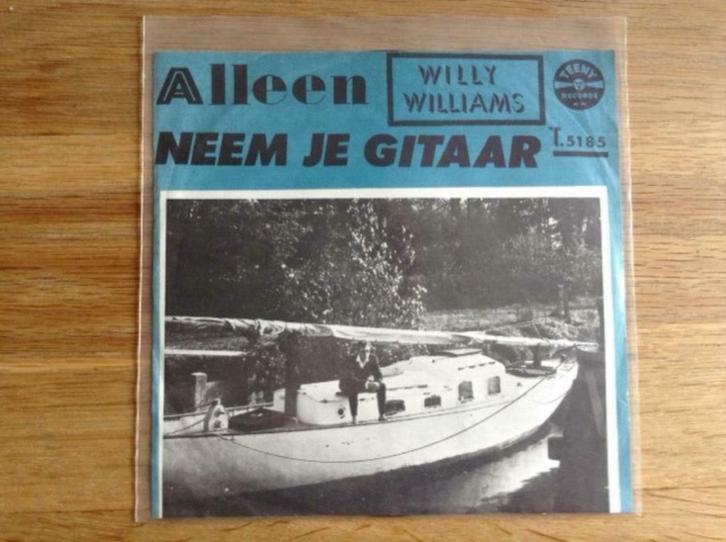 Alleen
WILLY
WILLIAMS
TEENY
RECORDS
NEEM JE GITAAR
T.5185